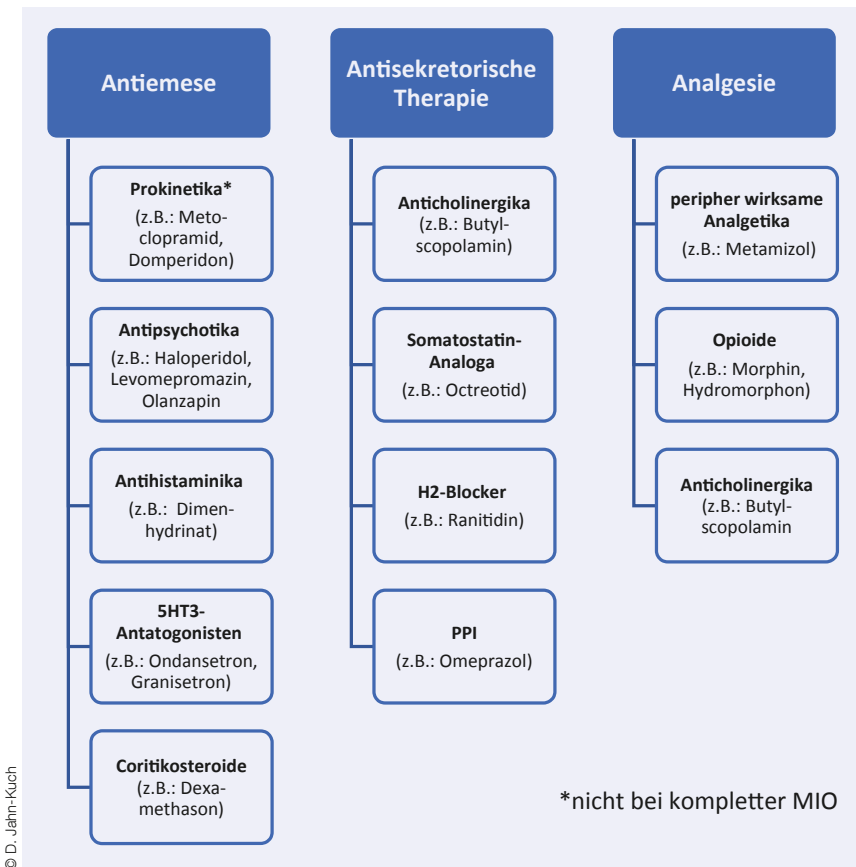 Antiemese
Prokinetika*
(z.B.: Meto-
clopramid,
Domperidon)
Antipsychotika
(z.B.: Haloperidol,
Levomepromazin,
Olanzapin
Antihistaminika
(z.B.: Dimen-
hydrinat)
5HT3-
Antatogonisten
(z.B.: Ondansetron,
Granisetron)
Coritikosteroide
(z.B.: Dexa-
methason)
Antisekretorische
Therapie
Anticholinergika
(z.B.: Butyl-
scopolamin)
Somatostatin-
Analoga
(z.B.: Octreotid)
H2-Blocker
(z.B.: Ranitidin)
PPI
(z.B.: Omeprazol)
Analgesie
peripher wirksame
Analgetika
(z.B.: Metamizol)
Opioide
(z.B.: Morphin,
Hydromorphon)
Anticholinergika
(z.B.: Butyl-
scopolamin
*nicht bei kompletter MIO
© D. Jahn-Kuch